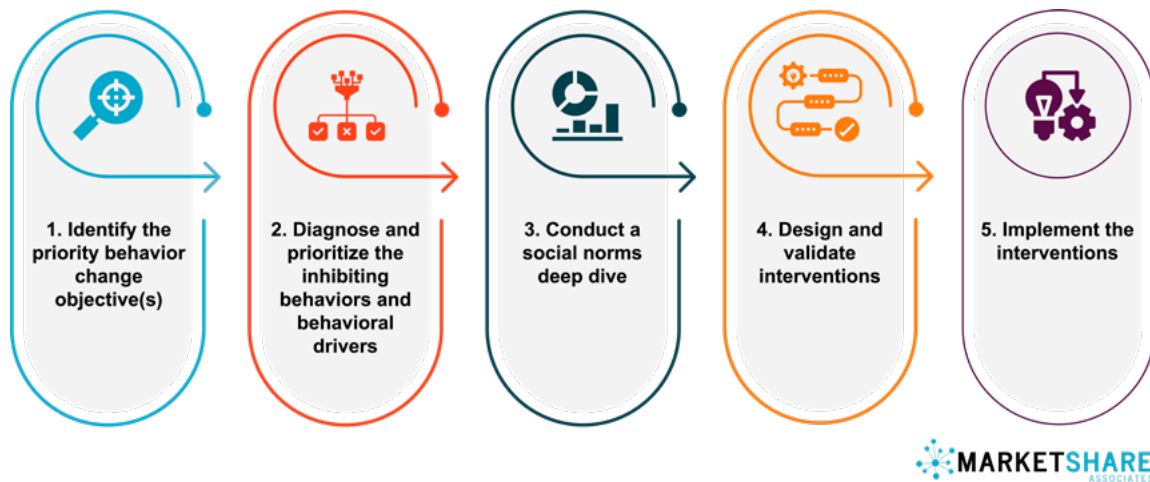 1. Identify the
priority behavior
change
objective(s)
2. Diagnose and
prioritize the
inhibiting
behaviors and
behavioral
drivers
3. Conduct a
social norms
deep dive
4. Design and
validate
interventions
5. Implement the
interventions
MARKETSHARE
ASSOCIATES